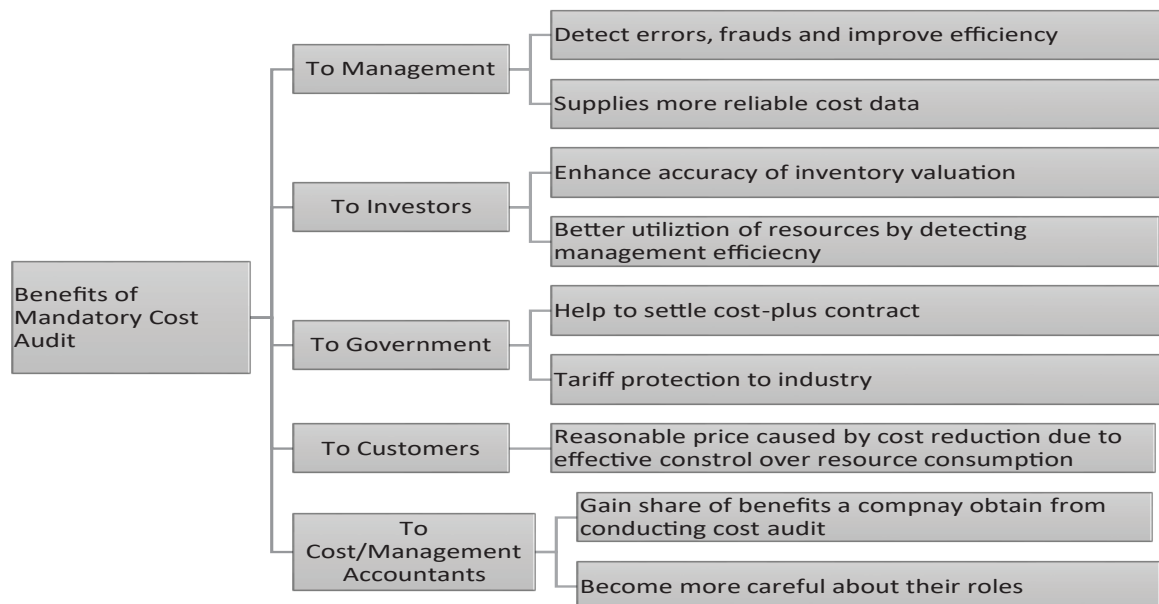 Benefits of
Mandatory Cost
Audit
To Management
Detect errors, frauds and improve efficiency
Supplies more reliable cost data
To Investors
Enhance accuracy of inventory valuation
Better utiliztion of resources by detecting
management efficiecny
To Government
Help to settle cost-plus contract
Tariff protection to industry
To Customers
Reasonable price caused by cost reduction due to
effective constrol over resource consumption
To
Cost/Management
Accountants
Gain share of benefits a compnay obtain from
conducting cost audit
Become more careful about their roles